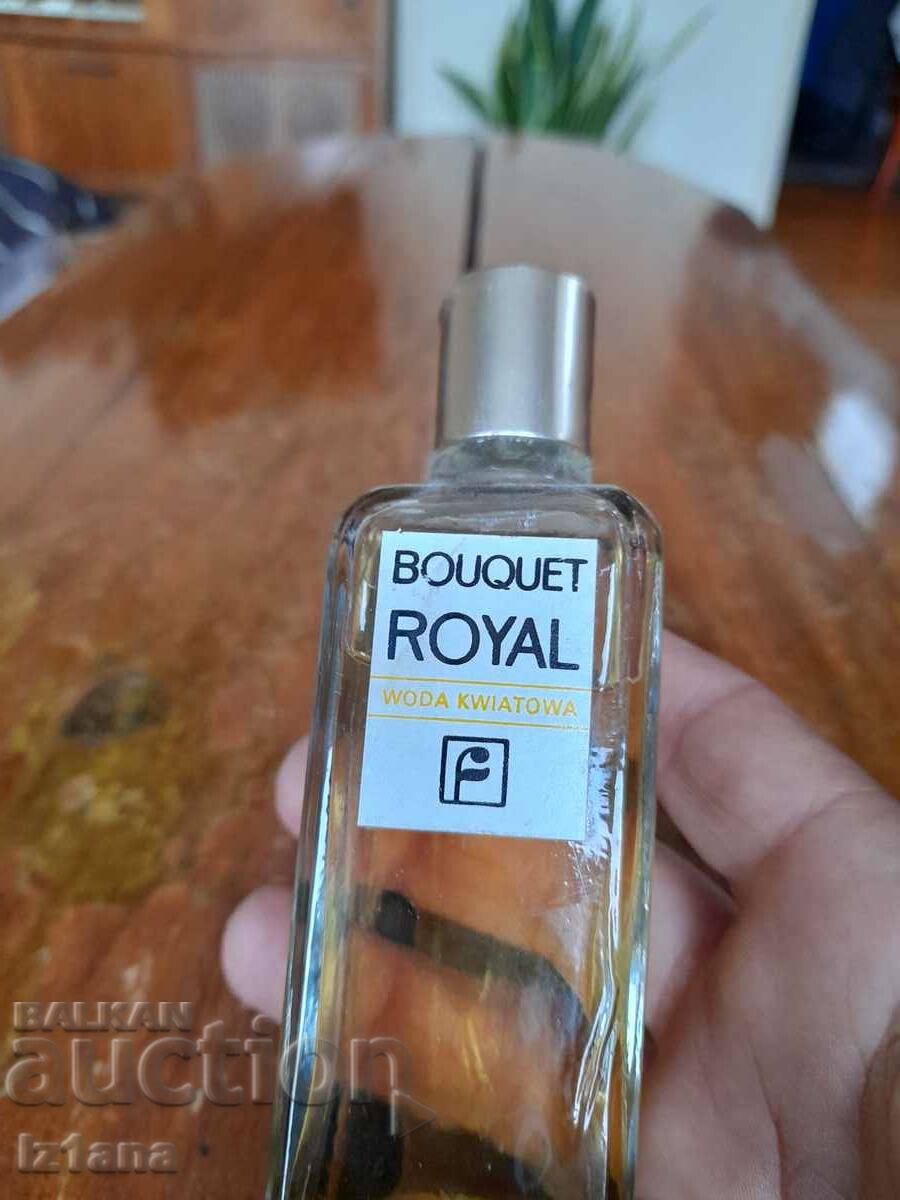 BOUQUET
ROYAL
WODA KWIATOWA
BALKAN
auction
Iz1ana